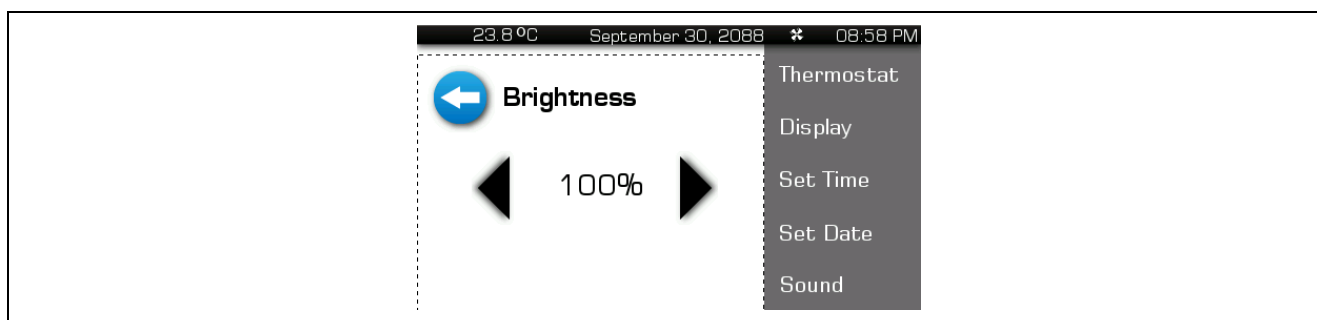 23.8 ºC September 30, 2088 08:58 PM
Brightness
100%
Thermostat
Display
Set Time
Set Date
Sound